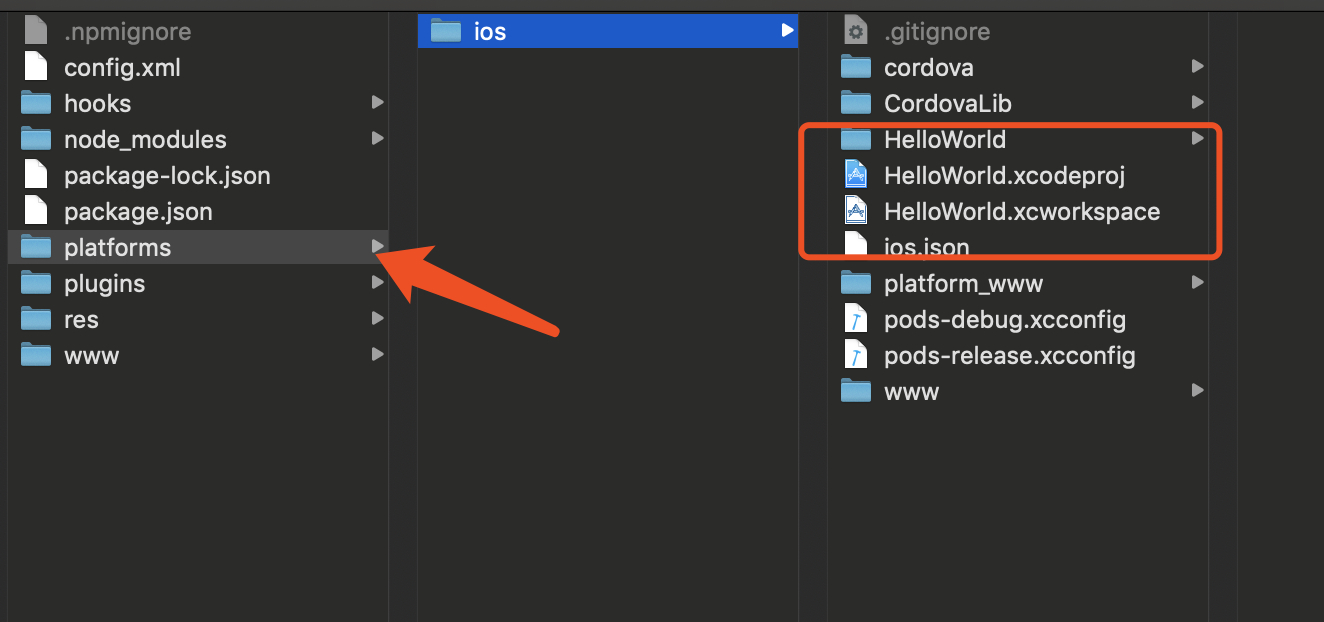 .npmignore
config.xml
hooks
node_modules
package-lock.json
package.json
platforms
plugins
res
www
ios
.gitignore
cordova
CordovaLib
HelloWorld
HelloWorld.xcodeproj
HelloWorld.xcworkspace
ios.json
platform_www
pods-debug.xcconfig
pods-release.xcconfig
www